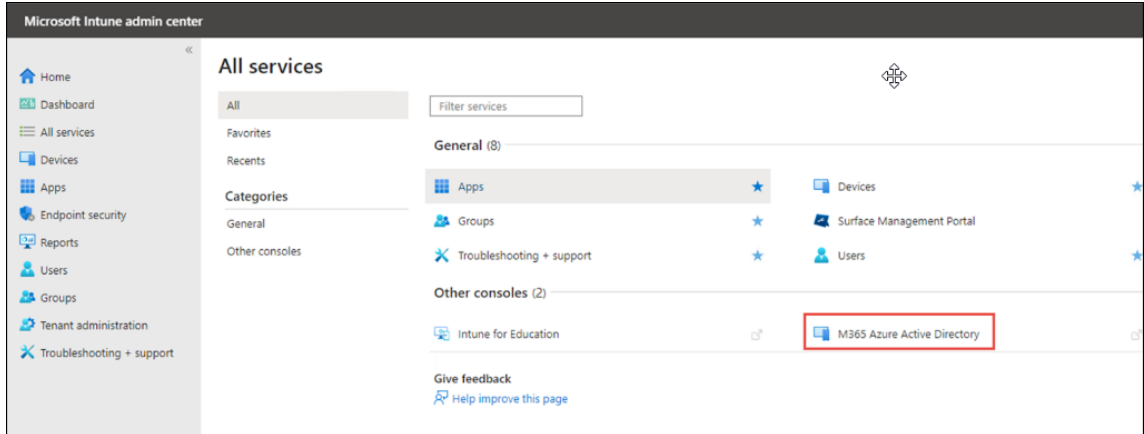 Microsoft Intune admin center
«
Home
Dashboard
All services
Devices
Apps
Endpoint security
Reports
Users
Groups
Tenant administration
Troubleshooting + support
All services
All
Favorites
Recents
Categories
General
Other consoles
Filter services
General (8)
Apps
Devices
Groups
Surface Management Portal
Troubleshooting + support
Users
Other consoles (2)
Intune for Education
M365 Azure Active Directory
Give feedback
Help improve this page